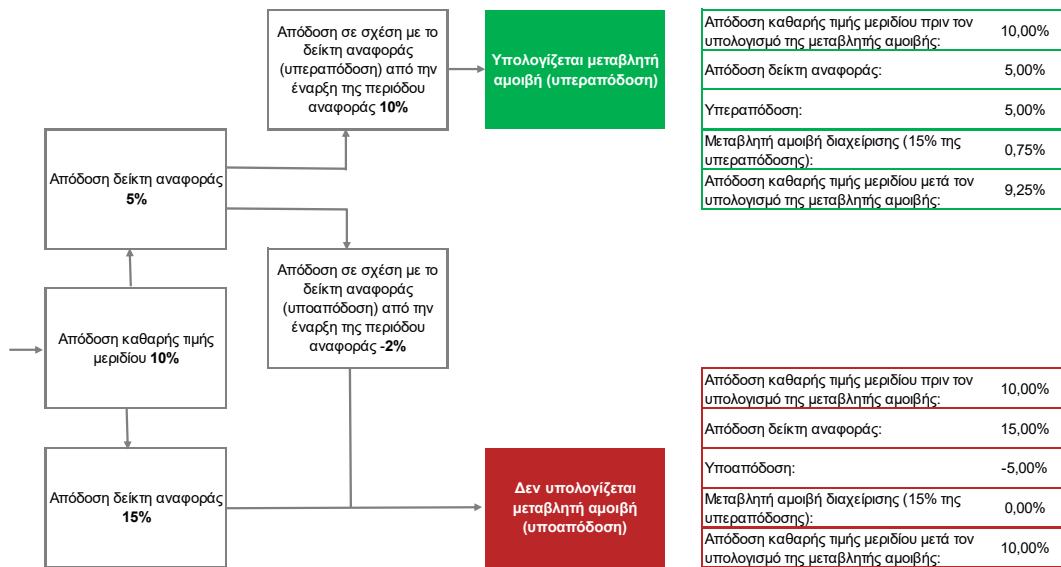 Απόδοση σε σχέση με το
δείκτη αναφοράς
(υπεραπόδοση) από την
έναρξη της περιόδου
αναφοράς 10%
Υπολογίζεται μεταβλητή
αμοιβή (υπεραπόδοση)
Απόδοση καθαρής τιμής μεριδίου πριν τον
υπολογισμό της μεταβλητής αμοιβής:
10,00%
Απόδοση δείκτη αναφοράς:
5,00%
Υπεραπόδοση:
5,00%
Μεταβλητή αμοιβή διαχείρισης (15% της
υπεραπόδοσης):
0,75%
Απόδοση καθαρής τιμής μεριδίου μετά τον
υπολογισμό της μεταβλητής αμοιβής:
9,25%
Απόδοση δείκτη αναφοράς
5%
Απόδοση σε σχέση με το
δείκτη αναφοράς
(υποαπόδοση) από την
έναρξη της περιόδου
αναφοράς -2%
Απόδοση καθαρής τιμής
μεριδίου 10%
Απόδοση δείκτη αναφοράς
15%
Δεν υπολογίζεται
μεταβλητή αμοιβή
(υποαπόδοση)
Απόδοση καθαρής τιμής μεριδίου πριν τον
υπολογισμό της μεταβλητής αμοιβής:
10,00%
Απόδοση δείκτη αναφοράς:
15,00%
Υποαπόδοση:
-5,00%
Μεταβλητή αμοιβή διαχείρισης (15% της
υπεραπόδοσης):
0,00%
Απόδοση καθαρής τιμής μεριδίου μετά τον
υπολογισμό της μεταβλητής αμοιβής:
10,00%